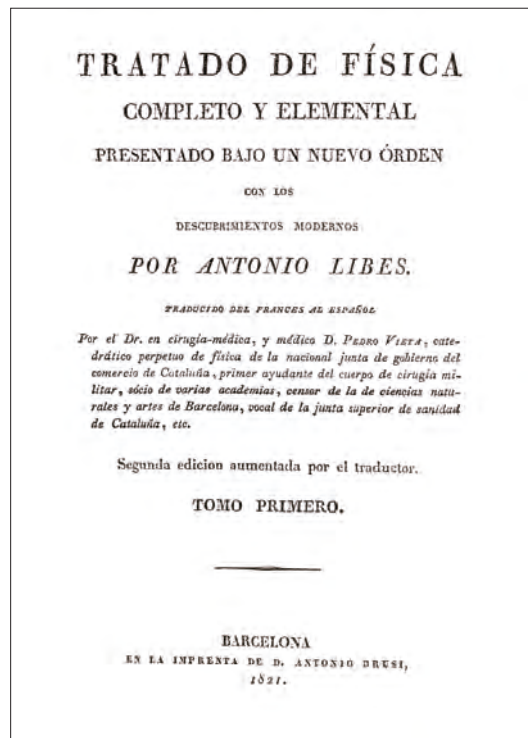 TRATADO DE FÍSICA
COMPLETO Y ELEMENTAL
PRESENTADO BAJO UN NUEVO ÓRDEN
CON LOS
DESCUBRIMIENTOS MODERNOS
POR ANTONIO LIBES.
TRADUCIDO DEL FRANCES AL ESPAÑOL
Por el Dr. en cirugía-médica, y médico D. PEDRO VIETA, cate-
drático perpetuo de física de la nacional junta de gobierno del
comercio de Cataluña, primer ayudante del cuerpo de cirugía mi-
litar, sócio de varias academias, censor de la de ciencias natu-
rales y artes de Barcelona, vocal de la junta superior de sanidad
de Cataluña, etc.
Segunda edicion aumentada por el traductor.
TOMO PRIMERO.
BARCELONA
EN LA IMPRENTA DE D. ANTONIO BRUSI,
1821.